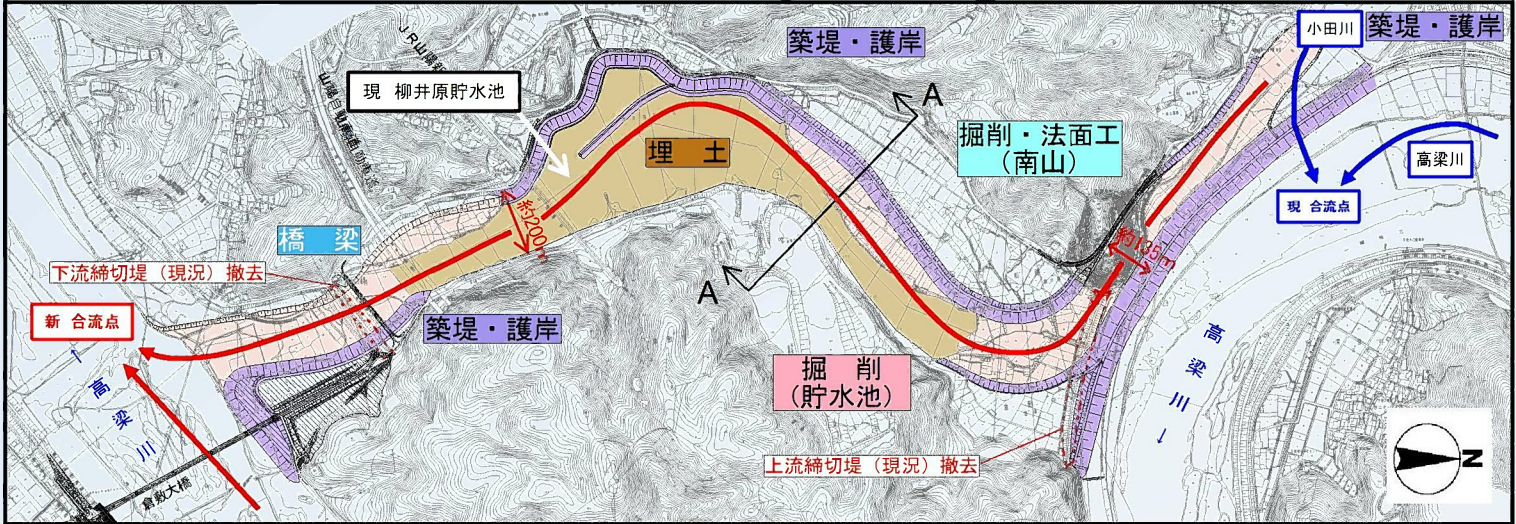 築堤・護岸
小田川
築堤・護岸
現 柳井原貯水池
A
掘削・法面工
(南山)
高梁川
現 合流点
埋 土
約200m
橋 梁
下流締切堤(現況)撤去
約135m
A
新 合流点
築堤・護岸
掘 削
(貯水池)
高梁川↓
↑高梁川
上流締切堤(現況)撤去
倉敷大橋
N